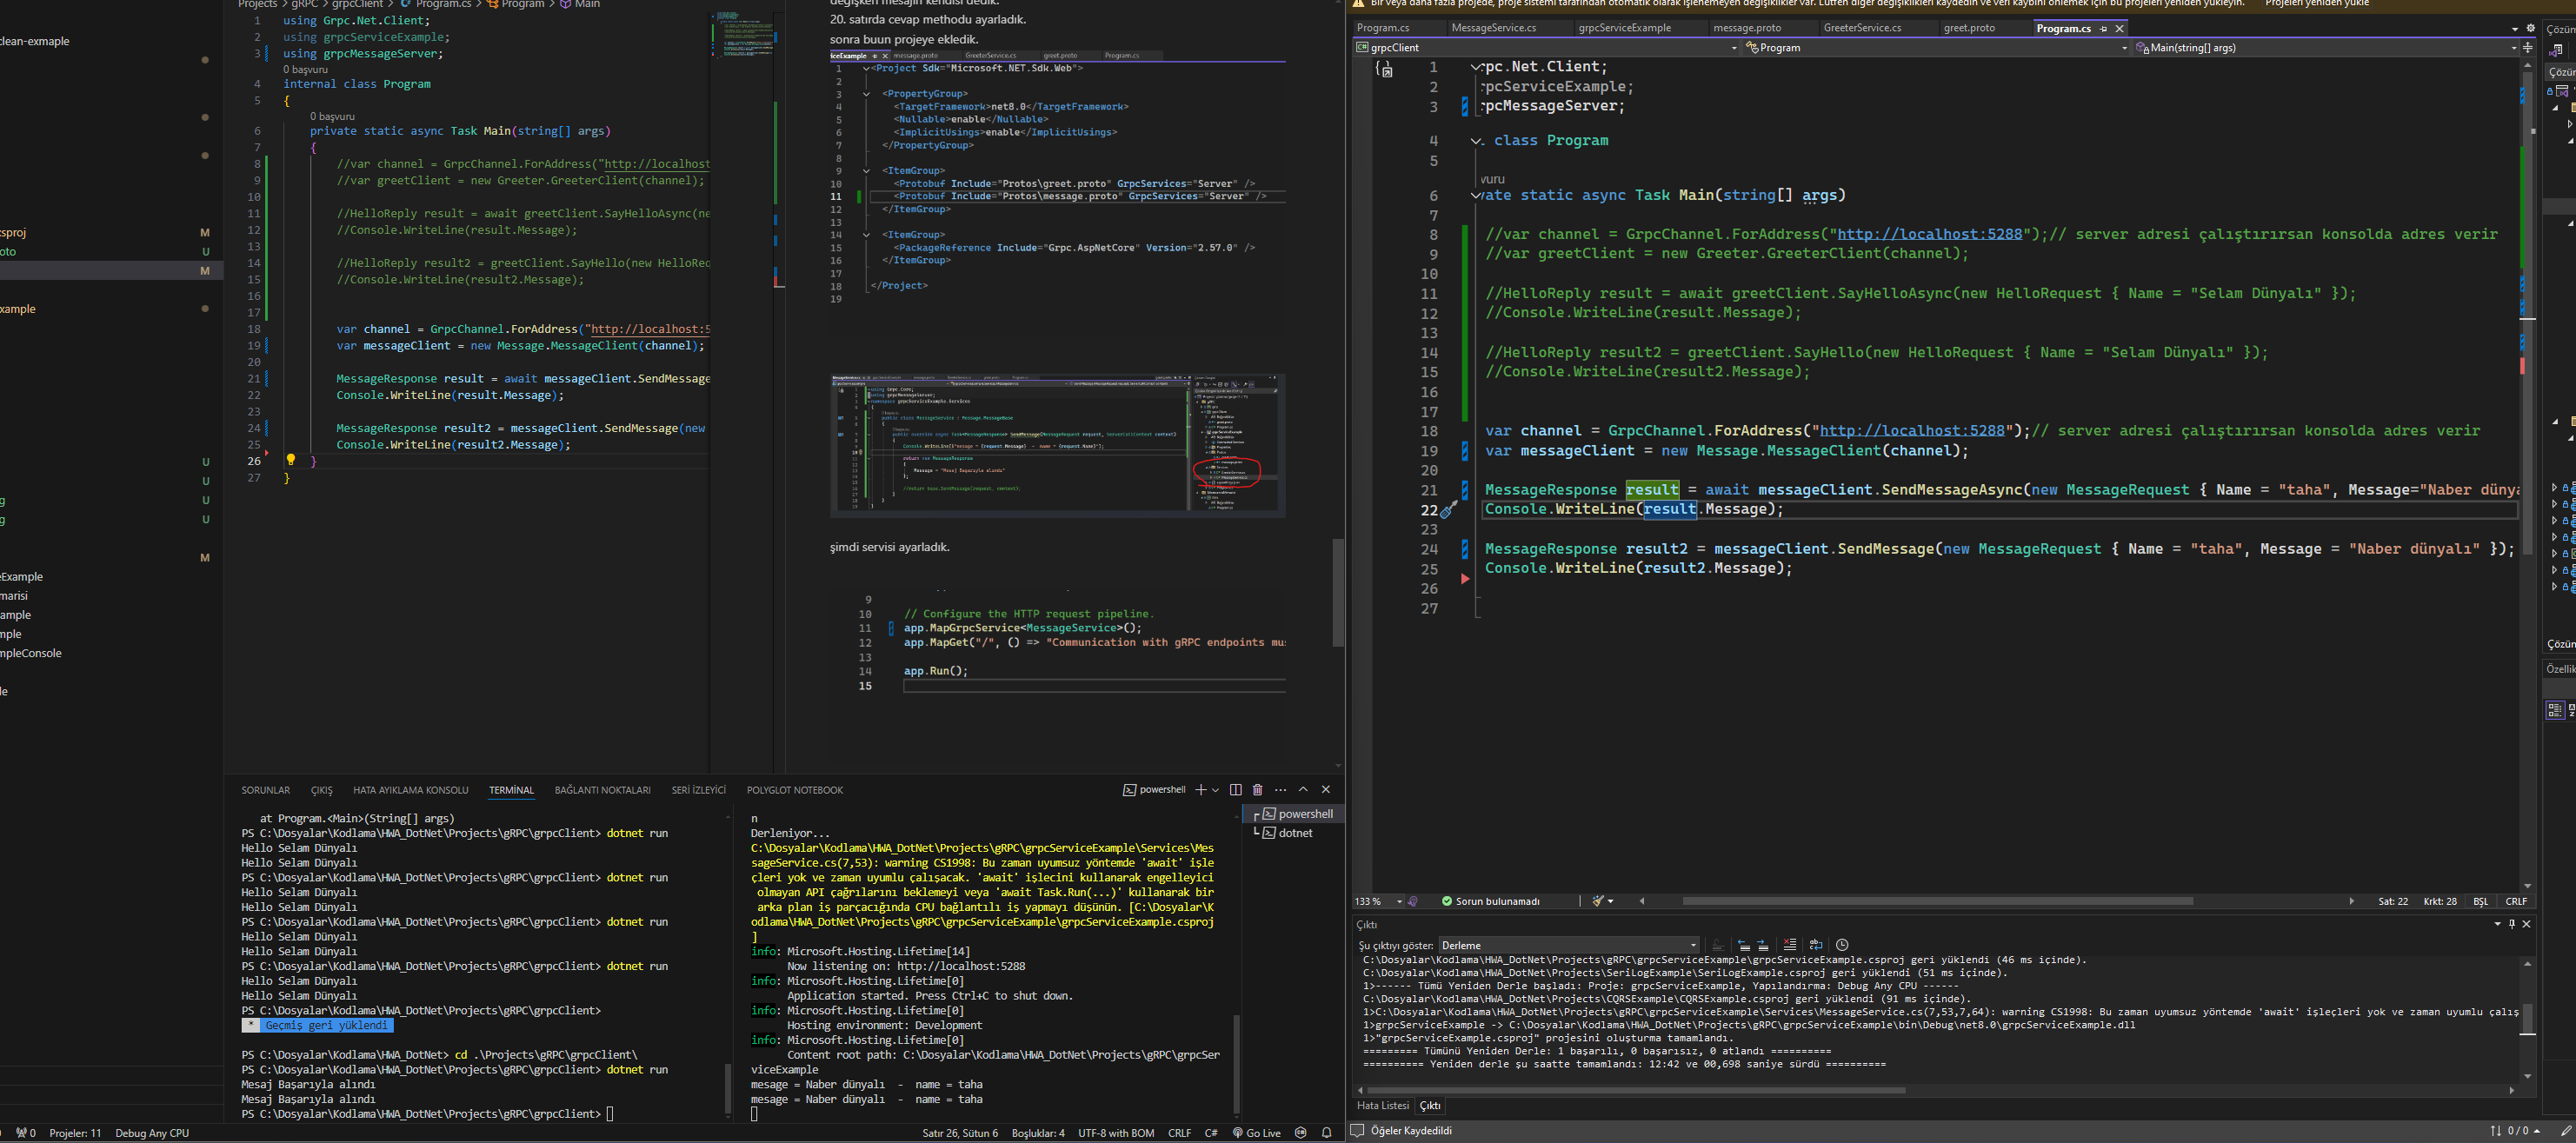 clean-exmaple
csproj M
oto U
M
example
U
U
g U
g U
M
eExample
marisi
ample
mple
mpleConsole
le
Projects > gRPC > grpcClient > Program.cs > Program > Main
1 using Grpc.Net.Client;
2 using grpcServiceExample;
3 using grpcMessageServer;
0 başvuru
4 internal class Program
5 {
0 başvuru
6 private static async Task Main(string[] args)
7 {
8 //var channel = GrpcChannel.ForAddress("http://localhost
9 //var greetClient = new Greeter.GreeterClient(channel);
10
11 //HelloReply result = await greetClient.SayHelloAsync(ne
12 //Console.WriteLine(result.Message);
13
14 //HelloReply result2 = greetClient.SayHello(new HelloReq
15 //Console.WriteLine(result2.Message);
16
17
18 var channel = GrpcChannel.ForAddress("http://localhost:5
19 var messageClient = new Message.MessageClient(channel);
20
21 MessageResponse result = await messageClient.SendMessage
22 Console.WriteLine(result.Message);
23
24 MessageResponse result2 = messageClient.SendMessage(new
25 Console.WriteLine(result2.Message);
26 }
27 }
değişken mesajın kendisi dedik.
20. satırda cevap methodu ayarladık.
sonra buun projeye ekledik.
iceExample message.proto GreeterService.cs greet.proto Program.cs
1 <Project Sdk="Microsoft.NET.Sdk.Web">
2
3 <PropertyGroup>
4 <TargetFramework>net8.0</TargetFramework>
5 <Nullable>enable</Nullable>
6 <ImplicitUsings>enable</ImplicitUsings>
7 </PropertyGroup>
8
9 <ItemGroup>
10 <Protobuf Include="Protos\greet.proto" GrpcServices="Server" />
11 <Protobuf Include="Protos\message.proto" GrpcServices="Server" />
12 </ItemGroup>
13
14 <ItemGroup>
15 <PackageReference Include="Grpc.AspNetCore" Version="2.57.0" />
16 </ItemGroup>
17
18 </Project>
19
şimdi servisi ayarladık.
9
10 // Configure the HTTP request pipeline.
11 app.MapGrpcService<MessageService>();
12 app.MapGet("/", () => "Communication with gRPC endpoints mu
13
14 app.Run();
15
SORUNLAR ÇIKIŞ HATA AYIKLAMA KONSOLU TERMİNAL BAĞLANTI NOKTALARI SERİ İZLEYİCİ POLYGLOT NOTEBOOK
powershell
at Program.<Main>(String[] args)
PS C:\Dosyalar\Kodlama\HWA_DotNet\Projects\gRPC\grpcClient> dotnet run
Hello Selam Dünyalı
Hello Selam Dünyalı
PS C:\Dosyalar\Kodlama\HWA_DotNet\Projects\gRPC\grpcClient> dotnet run
Hello Selam Dünyalı
Hello Selam Dünyalı
PS C:\Dosyalar\Kodlama\HWA_DotNet\Projects\gRPC\grpcClient> dotnet run
Hello Selam Dünyalı
Hello Selam Dünyalı
PS C:\Dosyalar\Kodlama\HWA_DotNet\Projects\gRPC\grpcClient> dotnet run
Hello Selam Dünyalı
Hello Selam Dünyalı
PS C:\Dosyalar\Kodlama\HWA_DotNet\Projects\gRPC\grpcClient>
* Geçmiş geri yüklendi
PS C:\Dosyalar\Kodlama\HWA_DotNet> cd .\Projects\gRPC\grpcClient\
PS C:\Dosyalar\Kodlama\HWA_DotNet\Projects\gRPC\grpcClient> dotnet run
Mesaj Başarıyla alındı
Mesaj Başarıyla alındı
PS C:\Dosyalar\Kodlama\HWA_DotNet\Projects\gRPC\grpcClient>
n
Derleniyor...
C:\Dosyalar\Kodlama\HWA_DotNet\Projects\gRPC\grpcServiceExample\Services\Mes
sageService.cs(7,53): warning CS1998: Bu zaman uyumsuz yöntemde 'await' işle
çleri yok ve zaman uyumlu çalışacak. 'await' işlecini kullanarak engelleyici
olmayan API çağrılarını beklemeyi veya 'await Task.Run(...)' kullanarak bir
arka plan iş parçacığında CPU bağlantılı iş yapmayı düşünün. [C:\Dosyalar\K
odlama\HWA_DotNet\Projects\gRPC\grpcServiceExample\grpcServiceExample.csproj
]
info: Microsoft.Hosting.Lifetime[14]
Now listening on: http://localhost:5288
info: Microsoft.Hosting.Lifetime[0]
Application started. Press Ctrl+C to shut down.
info: Microsoft.Hosting.Lifetime[0]
Hosting environment: Development
info: Microsoft.Hosting.Lifetime[0]
Content root path: C:\Dosyalar\Kodlama\HWA_DotNet\Projects\gRPC\grpcSer
viceExample
mesage = Naber dünyalı - name = taha
mesage = Naber dünyalı - name = taha
powershell
dotnet
0 Projeler: 11 Debug Any CPU
Satır 26, Sütun 6 Boşluklar: 4 UTF-8 with BOM CRLF C# Go Live
Bir veya daha fazla projede, proje sistemi tarafından otomatik olarak işlenemeyen değişiklikler var. Lütfen diğer değişiklikleri kaydedin ve veri kaybını önlemek için bu projeleri yeniden yükleyin. Projeleri yeniden yükle
Program.cs MessageService.cs grpcServiceExample message.proto GreeterService.cs greet.proto Program.cs
grpcClient Program Main(string[] args)
1 rpc.Net.Client;
2 rpcServiceExample;
3 rpcMessageServer;
4 class Program
5
vuru
6 vate static async Task Main(string[] args)
7
8 //var channel = GrpcChannel.ForAddress("http://localhost:5288");// server adresi çalıştırırsan konsolda adres verir
9 //var greetClient = new Greeter.GreeterClient(channel);
10
11 //HelloReply result = await greetClient.SayHelloAsync(new HelloRequest { Name = "Selam Dünyalı" });
12 //Console.WriteLine(result.Message);
13
14 //HelloReply result2 = greetClient.SayHello(new HelloRequest { Name = "Selam Dünyalı" });
15 //Console.WriteLine(result2.Message);
16
17
18 var channel = GrpcChannel.ForAddress("http://localhost:5288");// server adresi çalıştırırsan konsolda adres verir
19 var messageClient = new Message.MessageClient(channel);
20
21 MessageResponse result = await messageClient.SendMessageAsync(new MessageRequest { Name = "taha", Message="Naber düny
22 Console.WriteLine(result.Message);
23
24 MessageResponse result2 = messageClient.SendMessage(new MessageRequest { Name = "taha", Message = "Naber dünyalı" });
25 Console.WriteLine(result2.Message);
26
27
133 % Sorun bulunamadı Sat: 22 Krkt: 28 BŞL CRLF
Çıktı
Şu çıktıyı göster: Derleme
C:\Dosyalar\Kodlama\HWA_DotNet\Projects\gRPC\grpcServiceExample\grpcServiceExample.csproj geri yüklendi (46 ms içinde).
C:\Dosyalar\Kodlama\HWA_DotNet\Projects\SeriLogExample\SeriLogExample.csproj geri yüklendi (51 ms içinde).
1>------ Tümü Yeniden Derle başladı: Proje: grpcServiceExample, Yapılandırma: Debug Any CPU ------
C:\Dosyalar\Kodlama\HWA_DotNet\Projects\CQRSExample\CQRSExample.csproj geri yüklendi (91 ms içinde).
1>C:\Dosyalar\Kodlama\HWA_DotNet\Projects\gRPC\grpcServiceExample\Services\MessageService.cs(7,53,7,64): warning CS1998: Bu zaman uyumsuz yöntemde 'await' işleçleri yok ve zaman uyumlu çalış
1>grpcServiceExample -> C:\Dosyalar\Kodlama\HWA_DotNet\Projects\gRPC\grpcServiceExample\bin\Debug\net8.0\grpcServiceExample.dll
1>"grpcServiceExample.csproj" projesini oluşturma tamamlandı.
========= Tümünü Yeniden Derle: 1 başarılı, 0 başarısız, 0 atlandı ==========
========== Yeniden derle şu saatte tamamlandı: 12:42 ve 00,698 saniye sürdü ==========
Hata Listesi Çıktı
Öğeler Kaydedildi
0 / 0
Çözüm
Çözür
Çözün
Özellik